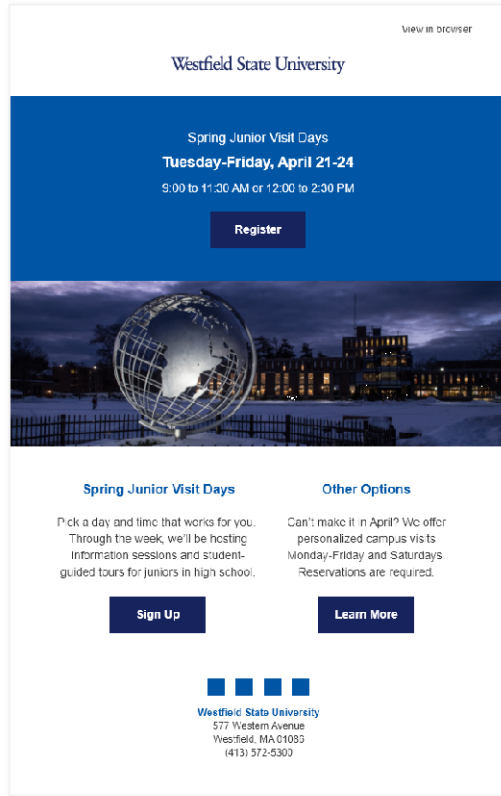 View in browser
Westfield State University
Spring Junior Visit Days
Tuesday-Friday, April 21-24
9:00 to 11:30 AM or 12:00 to 2:30 PM
Register
Spring Junior Visit Days
Pick a day and time that works for you.
Through the week, we'll be hosting
information sessions and student-
guided tours for juniors in high school.
Sign Up
Other Options
Can't make it in April? We offer
personalized campus visits
Monday-Friday and Saturdays.
Reservations are required.
Learn More
Westfield State University
577 Western Avenue
Westfield, MA 01086
(413) 572-5300